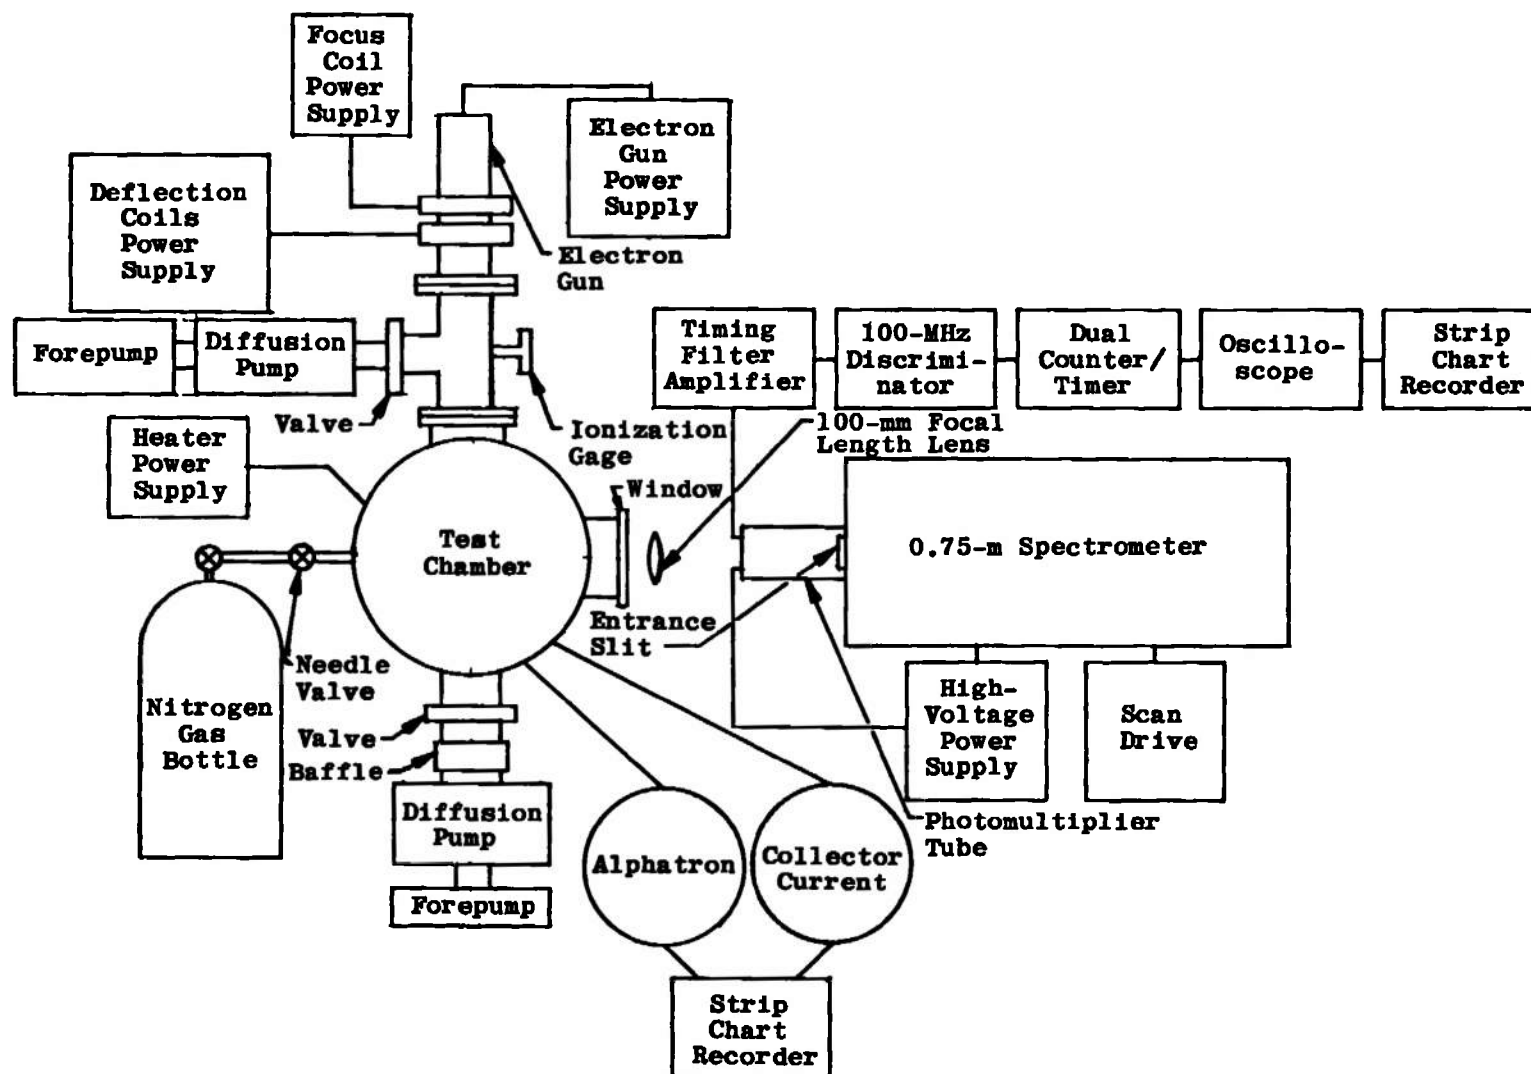 Focus
Coil
Power
Supply
Electron
Gun
Power
Supply
Deflection
Coils
Power
Supply
Electron
Gun
Forepump
Diffusion
Pump
Valve
Ionization
Gage
Timing
Filter
Amplifier
100-MHz
Discrimi-
nator
Dual
Counter/
Timer
Oscillo-
scope
Strip
Chart
Recorder
100-mm Focal
Length Lens
Heater
Power
Supply
Window
Test
Chamber
0.75-m Spectrometer
Entrance
Slit
Needle
Valve
Nitrogen
Gas
Bottle
Valve
Baffle
Diffusion
Pump
Forepump
High-
Voltage
Power
Supply
Scan
Drive
Photomultiplier
Tube
Alphatron
Collector
Current
Strip
Chart
Recorder